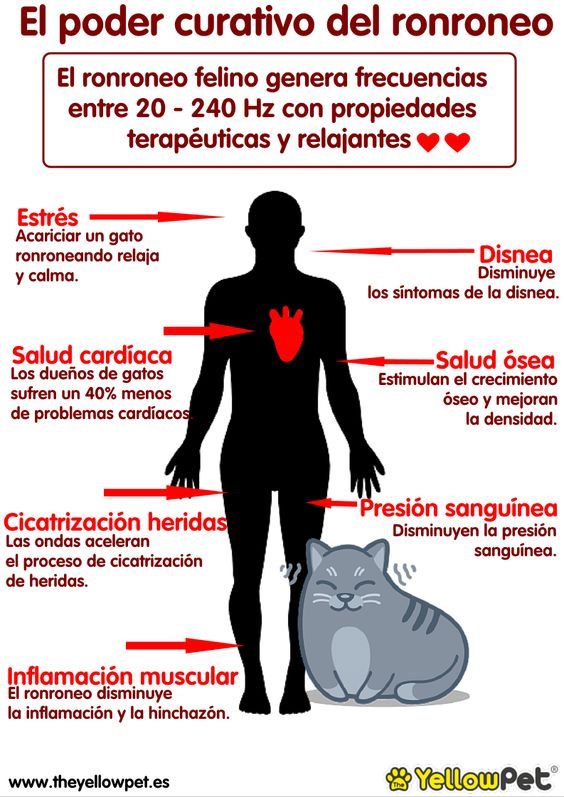 El poder curativo del ronroneo
El ronroneo felino genera frecuencias
entre 20 - 240 Hz con propiedades
terapéuticas y relajantes
Estrés
Acariciar un gato
ronroneando relaja
y calma.
Disnea
Disminuye
los síntomas de la disnea.
Salud cardíaca
Los dueños de gatos
sufren un 40% menos
de problemas cardíacos
Salud ósea
Estimulan el crecimiento
óseo y mejoran
la densidad.
Cicatrización heridas
Las ondas aceleran
el proceso de cicatrización
de heridas.
Presión sanguínea
Disminuyen la presión
sanguínea.
Inflamación muscular
El ronroneo disminuye
la inflamación y la hinchazón.
www.theyellowpet.es
The YellowPet®